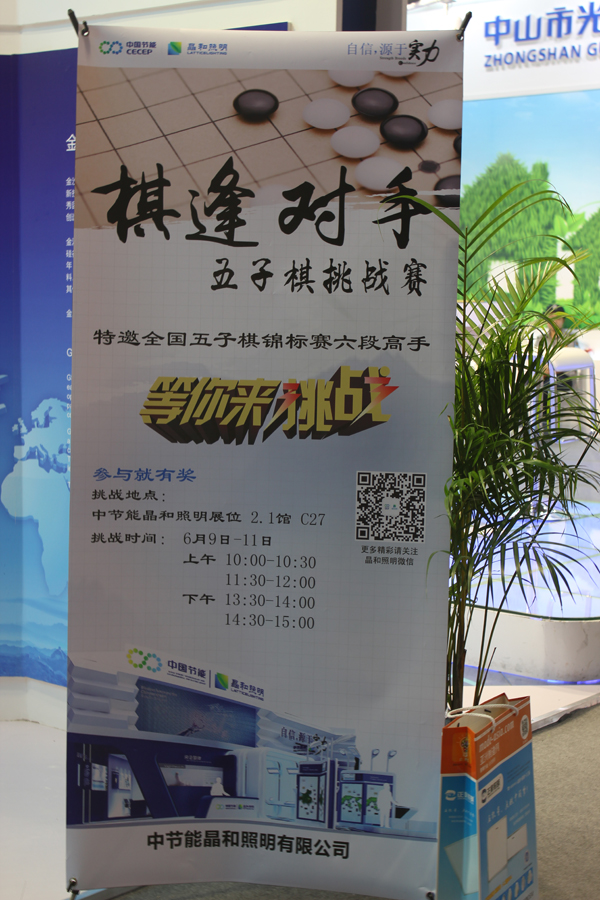 中国节能
CECEP
晶和照明
LATTICELIGHTING
自信,源于实力
棋逢对手
五子棋挑战赛
特邀全国五子棋锦标赛六段高手
等你来挑战
参与就有奖
挑战地点:
中节能晶和照明展位 2.1馆 C27
挑战时间: 6月9日-11日
上午 10:00-10:30
11:30-12:00
下午 13:30-14:00
14:30-15:00
更多精彩请关注
晶和照明微信
中国节能
晶和照明
自信,源于实力
中节能晶和照明有限公司
中山市光
ZHONGSHAN G